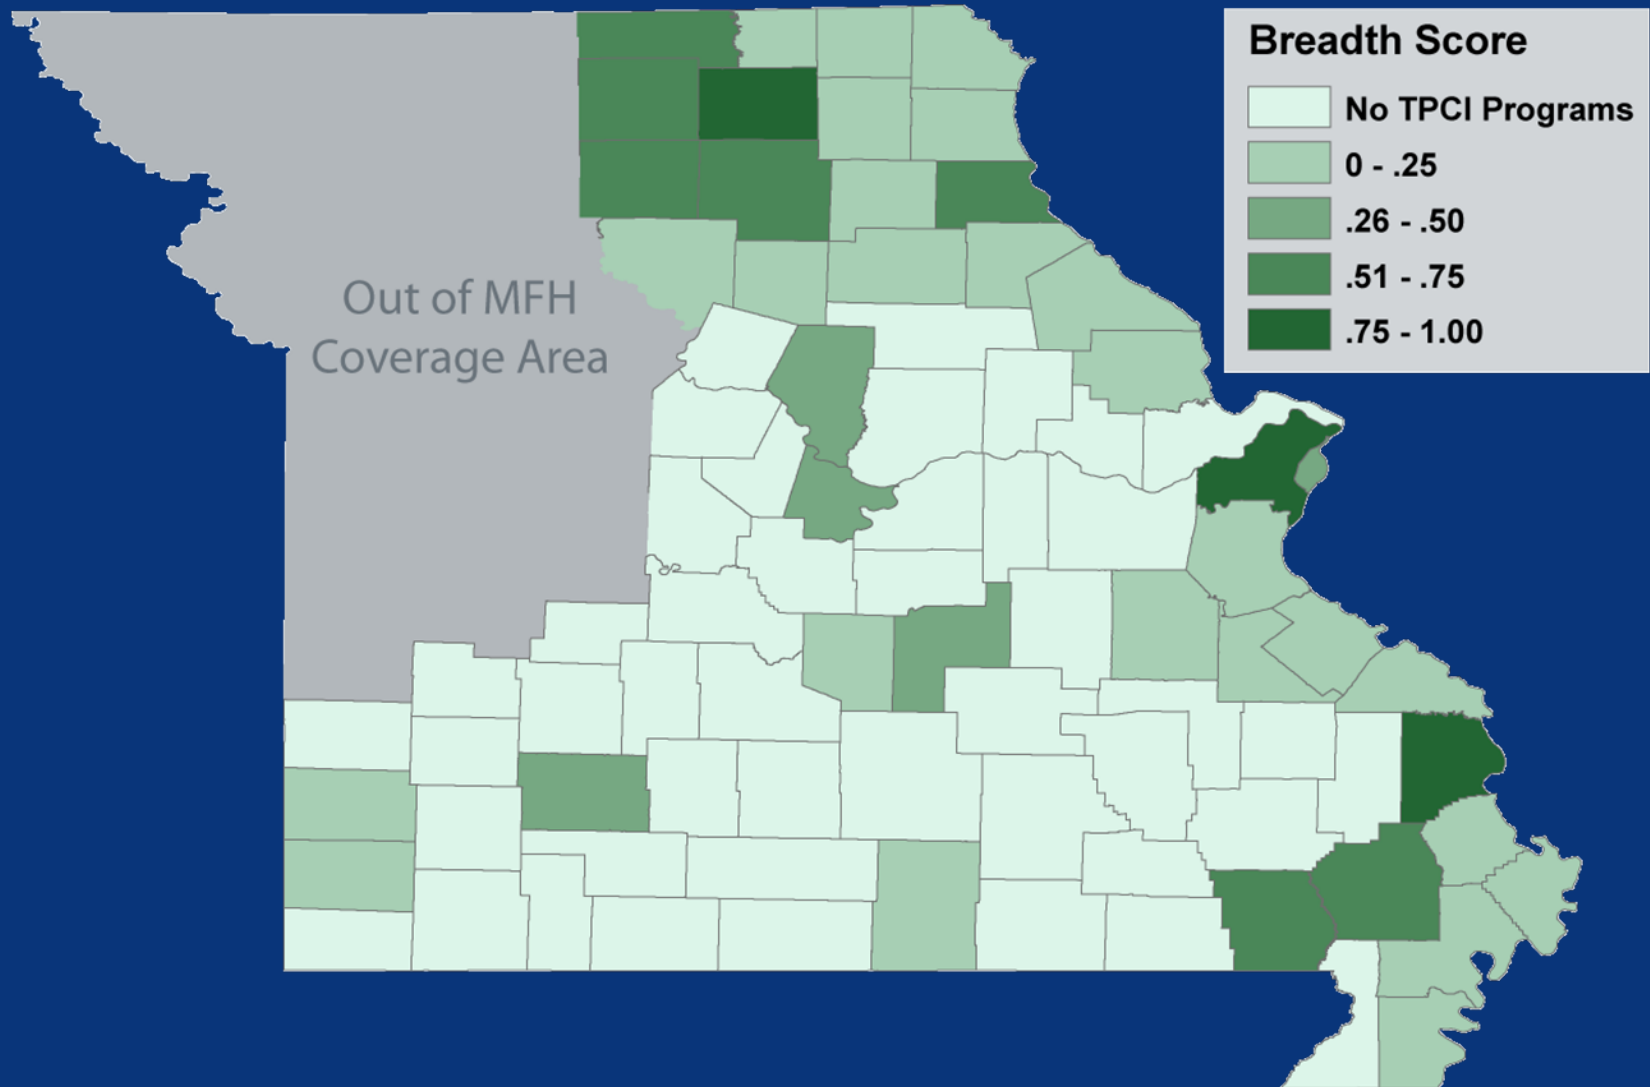 Breadth Score
No TPCI Programs
0 - .25
.26 - .50
.51 - .75
.75 - 1.00
Out of MFH
Coverage Area